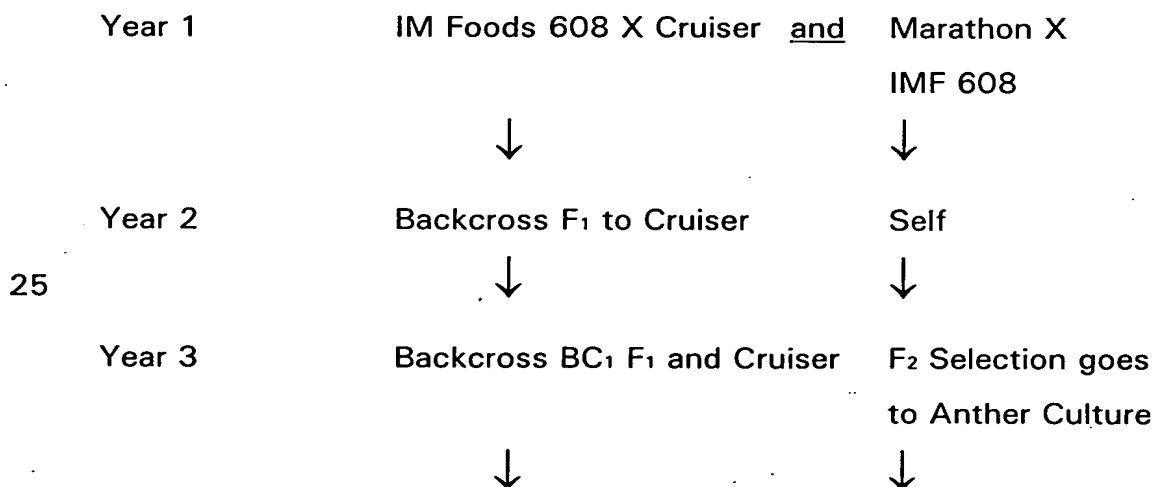 Year 1 IM Foods 608 X Cruiser and Marathon X
IMF 608
↓ ↓
Year 2 Backcross F₁ to Cruiser Self
25 ↓ ↓
Year 3 Backcross BC₁ F₁ and Cruiser F₂ Selection goes
to Anther Culture
↓ ↓